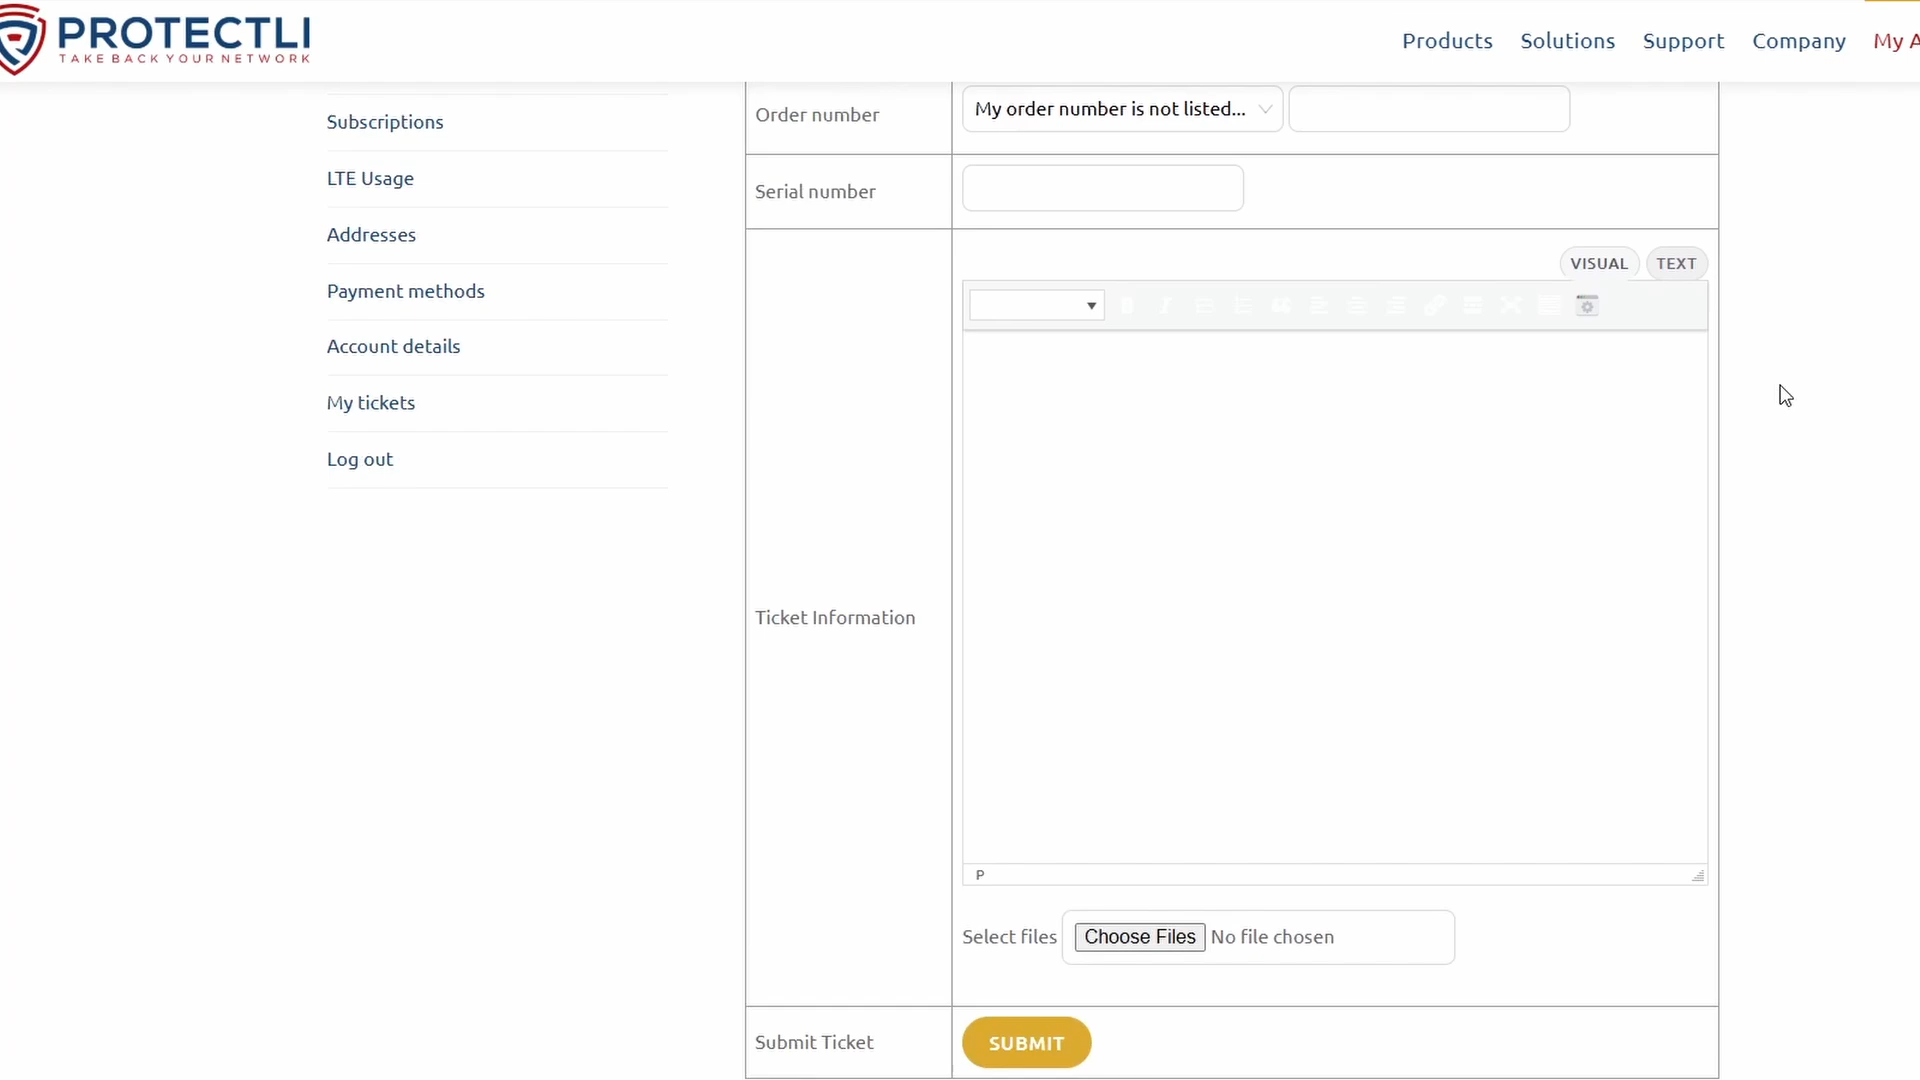 PROTECTLI
TAKE BACK YOUR NETWORK
Products Solutions Support Company My A
Subscriptions
LTE Usage
Addresses
Payment methods
Account details
My tickets
Log out
Order number My order number is not listed...
Serial number
VISUAL TEXT
Ticket Information
P
Select files Choose Files No file chosen
Submit Ticket SUBMIT